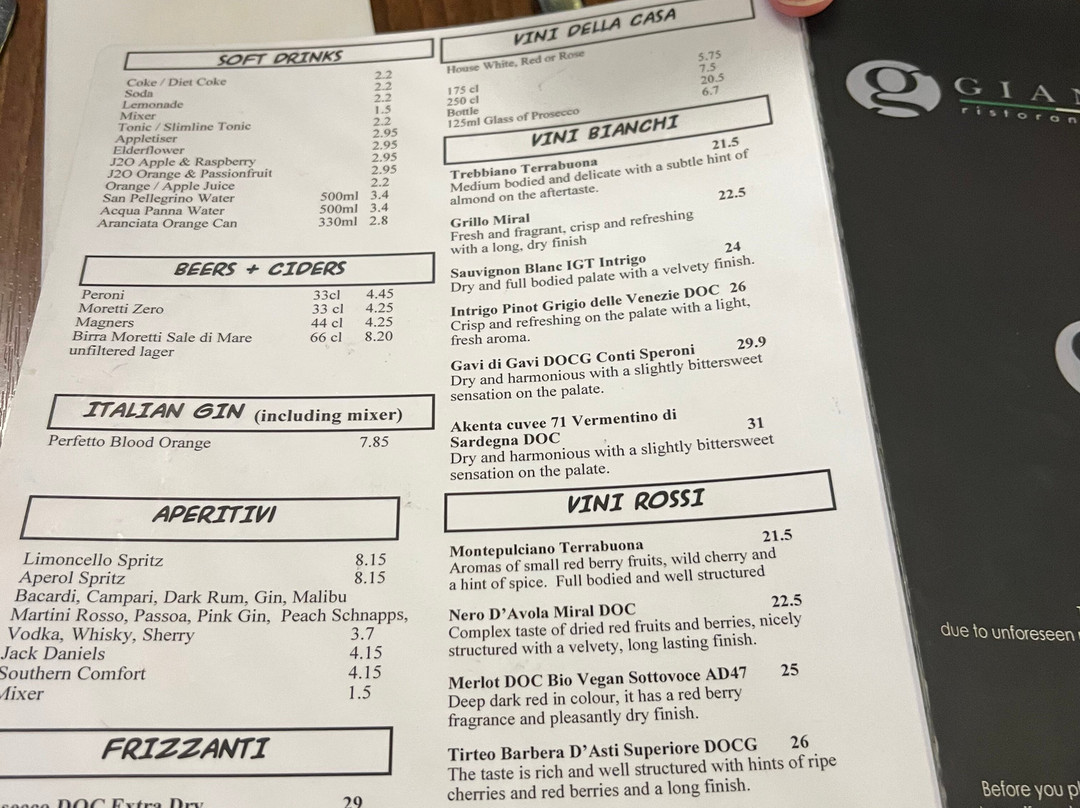 SOFT DRINKS
Coke / Diet Coke 2.2
Soda 2.2
Lemonade 2.2
Mixer 1.5
Tonic / Slimline Tonic 2.2
Appletiser 2.95
Elderflower 2.95
J2O Apple & Raspberry 2.95
J2O Orange & Passionfruit 2.95
Orange / Apple Juice 2.2
San Pellegrino Water 500ml 3.4
Acqua Panna Water 500ml 3.4
Aranciata Orange Can 330ml 2.8
BEERS + CIDERS
Peroni 33cl 4.45
Moretti Zero 33 cl 4.25
Magners 44 cl 4.25
Birra Moretti Sale di Mare 66 cl 8.20
unfiltered lager
ITALIAN GIN (including mixer)
Perfetto Blood Orange 7.85
APERITIVI
Limoncello Spritz 8.15
Aperol Spritz 8.15
Bacardi, Campari, Dark Rum, Gin, Malibu
Martini Rosso, Passoa, Pink Gin, Peach Schnapps,
Vodka, Whisky, Sherry 3.7
Jack Daniels 4.15
Southern Comfort 4.15
Mixer 1.5
FRIZZANTI
DOC Extra Dry 29
VINI DELLA CASA
House White, Red or Rose
175 cl 5.75
250 cl 7.5
Bottle 20.5
125ml Glass of Prosecco 6.7
VINI BIANCHI
Trebbiano Terrabuona 21.5
Medium bodied and delicate with a subtle hint of
almond on the aftertaste.
Grillo Miral 22.5
Fresh and fragrant, crisp and refreshing
with a long, dry finish
Sauvignon Blanc IGT Intrigo 24
Dry and full bodied palate with a velvety finish.
Intrigo Pinot Grigio delle Venezie DOC 26
Crisp and refreshing on the palate with a light,
fresh aroma.
Gavi di Gavi DOCG Conti Speroni 29.9
Dry and harmonious with a slightly bittersweet
sensation on the palate.
Akenta cuvee 71 Vermentino di
Sardegna DOC 31
Dry and harmonious with a slightly bittersweet
sensation on the palate.
VINI ROSSI
Montepulciano Terrabuona 21.5
Aromas of small red berry fruits, wild cherry and
a hint of spice. Full bodied and well structured
Nero D'Avola Miral DOC 22.5
Complex taste of dried red fruits and berries, nicely
structured with a velvety, long lasting finish.
Merlot DOC Bio Vegan Sottovoce AD47 25
Deep dark red in colour, it has a red berry
fragrance and pleasantly dry finish.
Tirteo Barbera D'Asti Superiore DOCG 26
The taste is rich and well structured with hints of ripe
cherries and red berries and a long finish.
g GIAN
ristoran
due to unforeseen
Before you pl